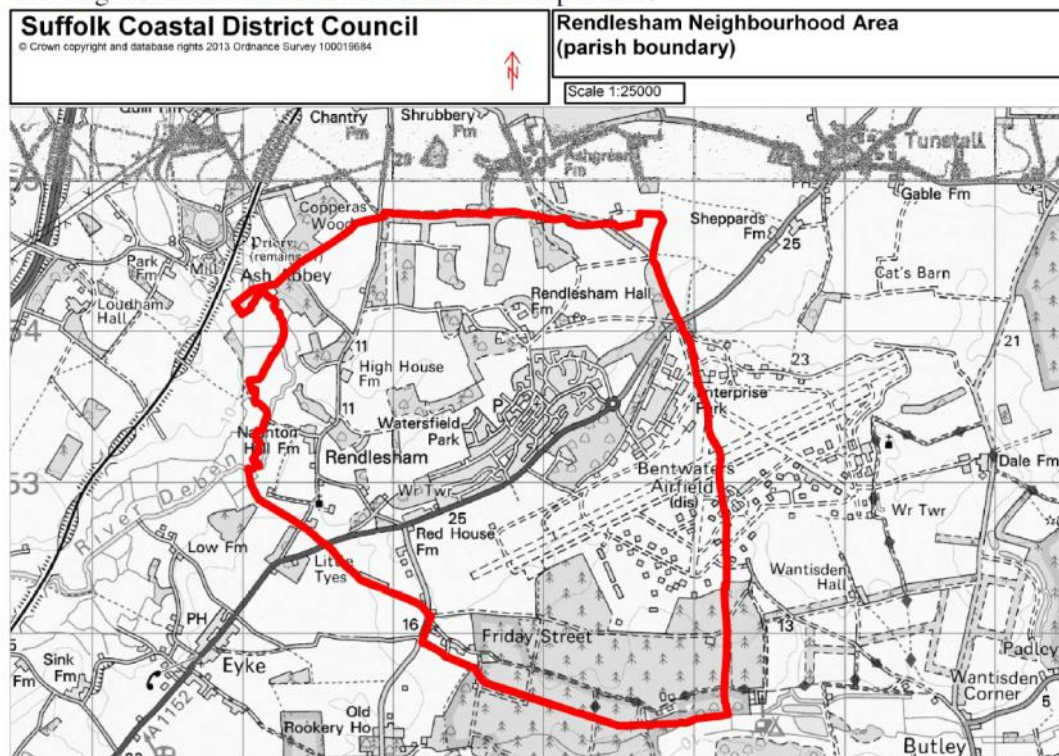 Suffolk Coastal District Council
© Crown copyright and database rights 2013 Ordnance Survey 100019684
N
Rendlesham Neighbourhood Area
(parish boundary)
Scale 1:25000
Chantry
Fm
Shrubbery
Fm
Ashgreen
Fm
Tunstall
Gable Fm
Copperas
Wood
Sheppards
Fm
25
Priory
(remains of)
Ash Abbey
Park
Fm
Mill
8
Cat's Barn
Loudham
Hall
Rendlesham Hall
Fm
11
23
21
High House
Fm
Enterprise
Park
11
Watersfield
Park
P
Naunton
Hall Fm
Rendlesham
Bentwaters
Airfield
(dis)
Dale Fm
River Deben
Wr Twr
25
Wr Twr
Low Fm
Red House
Fm
Little
Tyes
Wantisden
Hall
PH
16
Friday Street
13
Eyke
Sink
Fm
Padley
Wantisden
Corner
5
A1152
Old
Rookery Ho
Butley